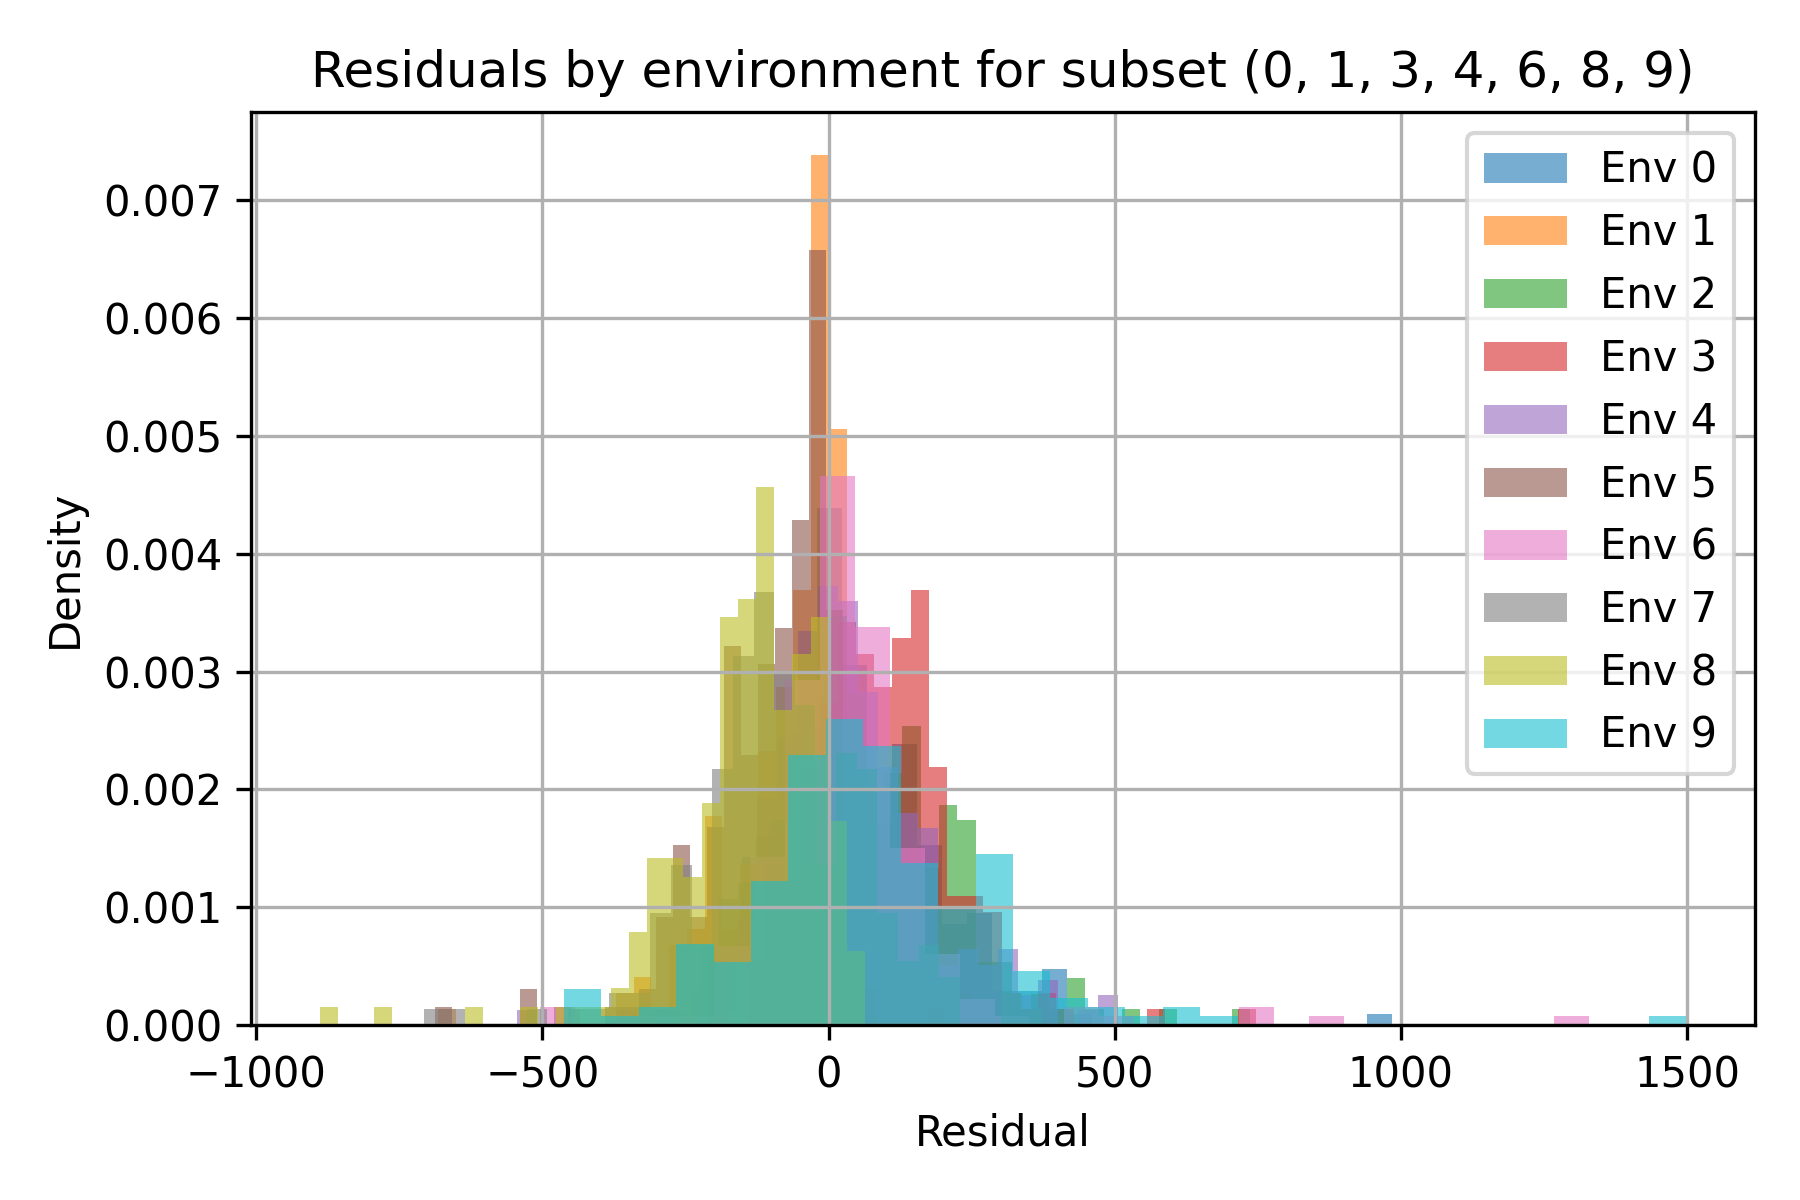 Residuals by environment for subset (0, 1, 3, 4, 6, 8, 9)
Density
0.007
0.006
0.005
0.004
0.003
0.002
0.001
0.000
−1000
−500
0
500
1000
1500
Residual
Env 0
Env 1
Env 2
Env 3
Env 4
Env 5
Env 6
Env 7
Env 8
Env 9